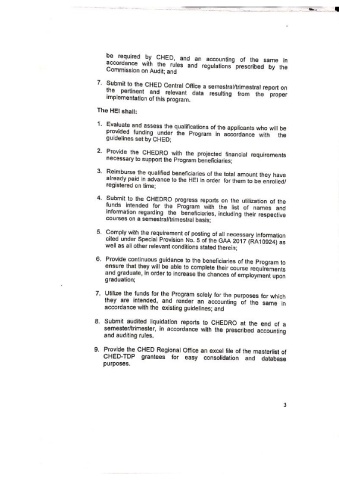 be required by CHED, and an accounting of the same in
accordance with the rules and regulations prescribed by the
Commission on Audit; and
7. Submit to the CHED Central Office a semestral/trimestral report on
the pertinent and relevant data resulting from the proper
implementation of this program.
The HEI shall:
1. Evaluate and assess the qualifications of the applicants who will be
provided funding under the Program in accordance with the
guidelines set by CHED;
2. Provide the CHEDRO with the projected financial requirements
necessary to support the Program beneficiaries;
3. Reimburse the qualified beneficiaries of the total amount they have
already paid in advance to the HEI in order for them to be enrolled/
registered on time;
4. Submit to the CHEDRO progress reports on the utilization of the
funds intended for the Program with the list of names and
information regarding the beneficiaries, including their respective
courses on a semestral/trimestral basis;
5. Comply with the requirement of posting of all necessary information
cited under Special Provision No. 5 of the GAA 2017 (RA10924) as
well as all other relevant conditions stated therein;
6. Provide continuous guidance to the beneficiaries of the Program to
ensure that they will be able to complete their course requirements
and graduate, in order to increase the chances of employment upon
graduation;
7. Utilize the funds for the Program solely for the purposes for which
they are intended, and render an accounting of the same in
accordance with the existing guidelines; and
8. Submit audited liquidation reports to CHEDRO at the end of a
semester/trimester, in accordance with the prescribed accounting
and auditing rules.
9. Provide the CHED Regional Office an excel file of the masterlist of
CHED-TDP grantees for easy consolidation and database
purposes.
3